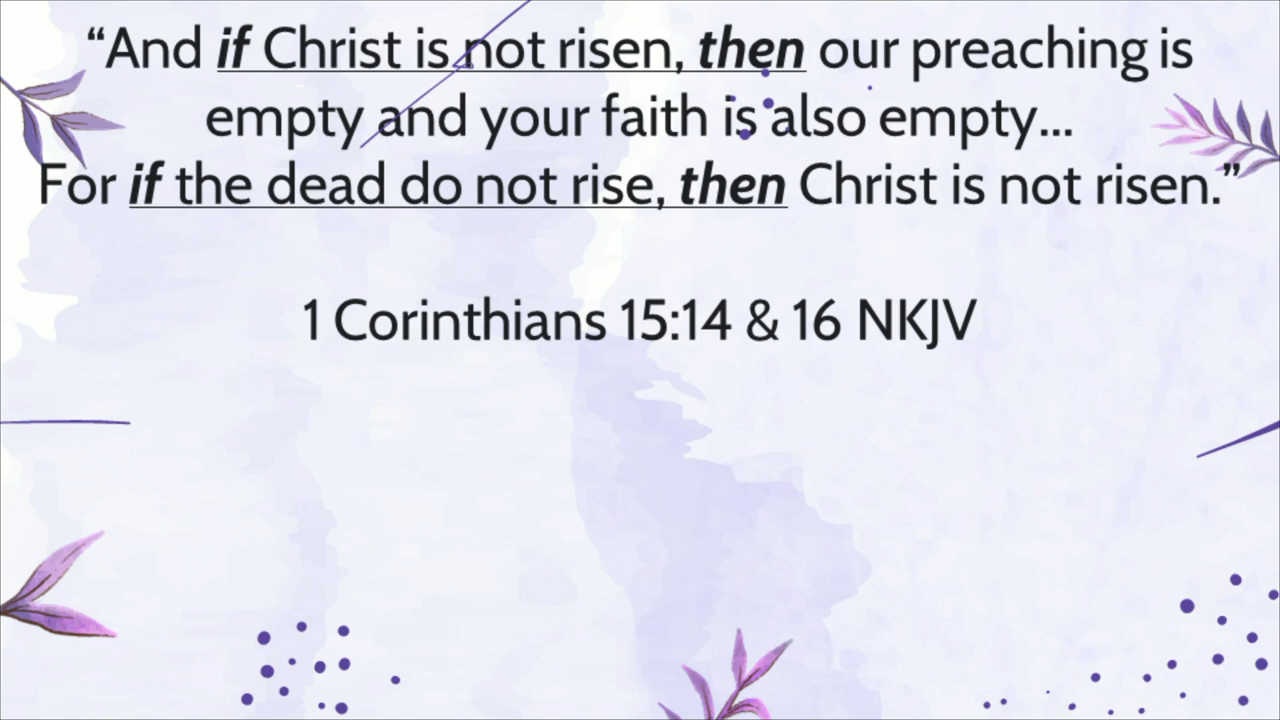 “And if Christ is not risen, then our preaching is
empty and your faith is also empty...
For if the dead do not rise, then Christ is not risen.”
1 Corinthians 15:14 & 16 NKJV